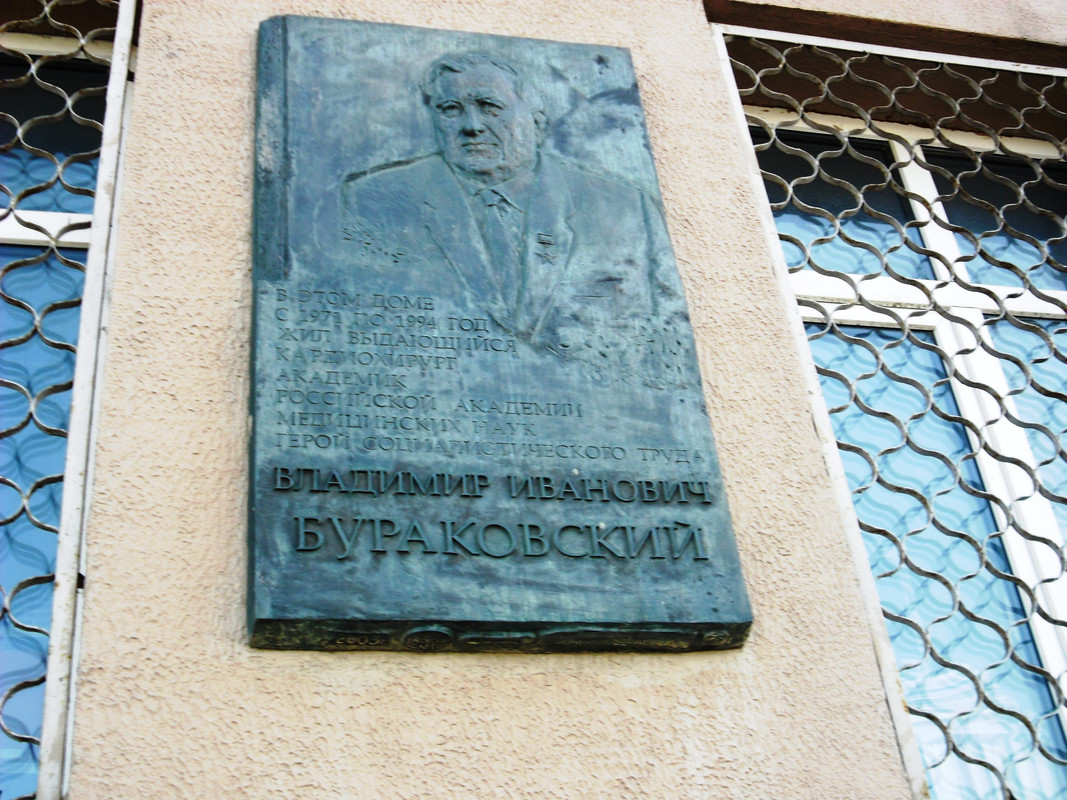 В ЭТОМ ДОМЕ
С 1973 ПО 1994 ГОД
ЖИЛ ВЫДАЮЩИЙСЯ
КАРДИОХИРУРГ
АКАДЕМИК
РОССИЙСКОЙ АКАДЕМИИ
МЕДИЦИНСКИХ НАУК
ГЕРОЙ СОЦИАЛИСТИЧЕСКОГО ТРУДА
ВЛАДИМИР ИВАНОВИЧ
БУРАКОВСКИЙ